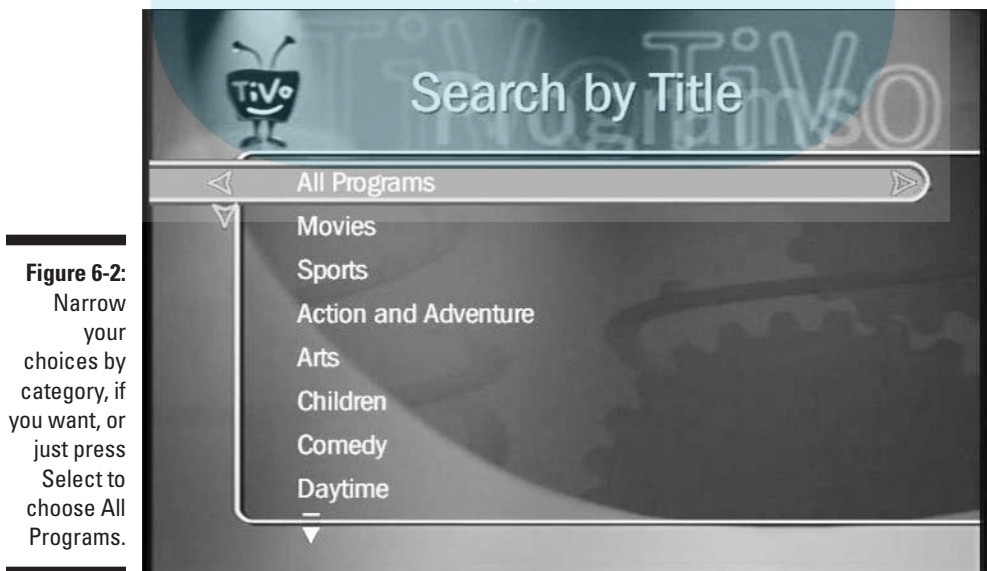 TiVo
Search by Title
All Programs
Movies
Sports
Action and Adventure
Arts
Children
Comedy
Daytime
Figure 6-2:
Narrow
your
choices by
category, if
you want, or
just press
Select to
choose All
Programs.